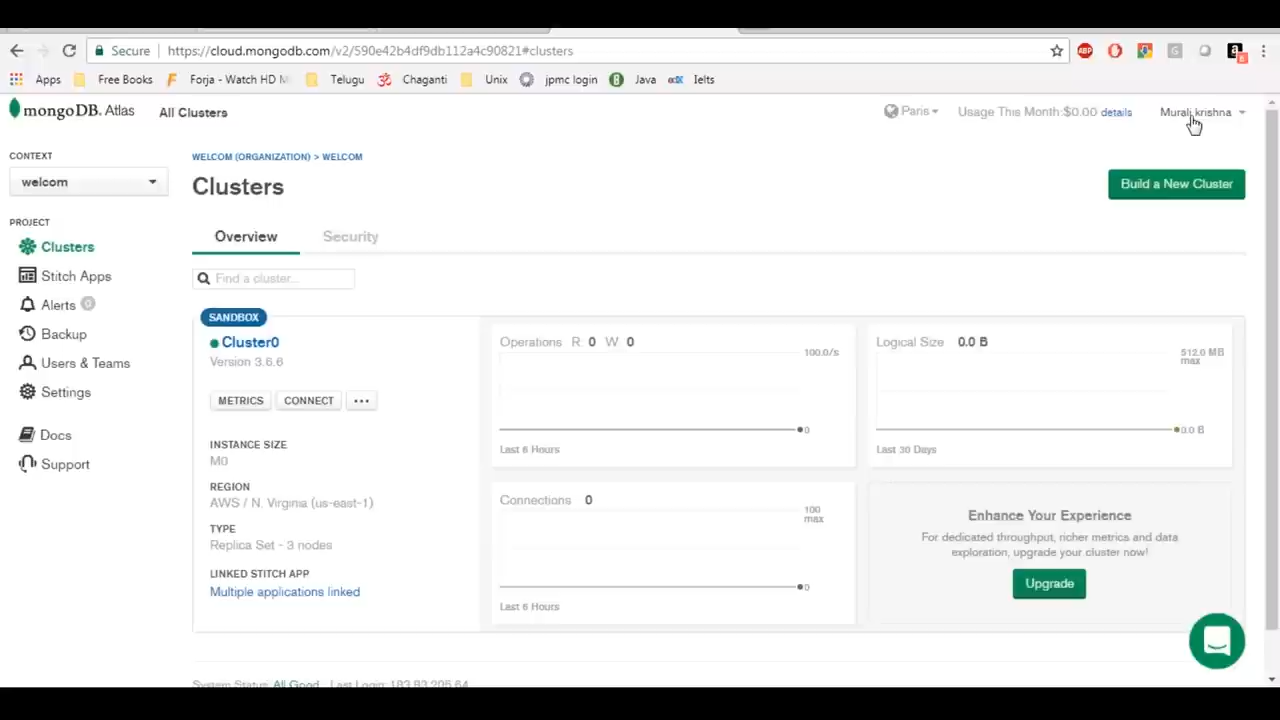 Secure https://cloud.mongodb.com/v2/590e42b4df9db112a4c90821#clusters
ABP G a
Apps Free Books Forja - Watch HD Telugu Chaganti Unix jpmc login Java Ielts
mongoDB. Atlas All Clusters Paris Usage This Month:$0.00 details Murali krishna
CONTEXT
welcom
PROJECT
Clusters
Stitch Apps
Alerts 0
Backup
Users & Teams
Settings
Docs
Support
WELCOM (ORGANIZATION) > WELCOM
Clusters
Build a New Cluster
Overview Security
Find a cluster...
SANDBOX
Cluster0
Version 3.6.6
METRICS CONNECT ...
INSTANCE SIZE
M0
REGION
AWS / N. Virginia (us-east-1)
TYPE
Replica Set - 3 nodes
LINKED STITCH APP
Multiple applications linked
Operations R 0 W 0
100.0/s
0
Last 6 Hours
Logical Size 0.0 B
512.0 MB
max
0.0 B
Last 30 Days
Connections 0
100
max
0
Last 6 Hours
Enhance Your Experience
For dedicated throughput, richer metrics and data
exploration, upgrade your cluster now!
Upgrade
System Status: All Good Last Login: 183.83.205.64